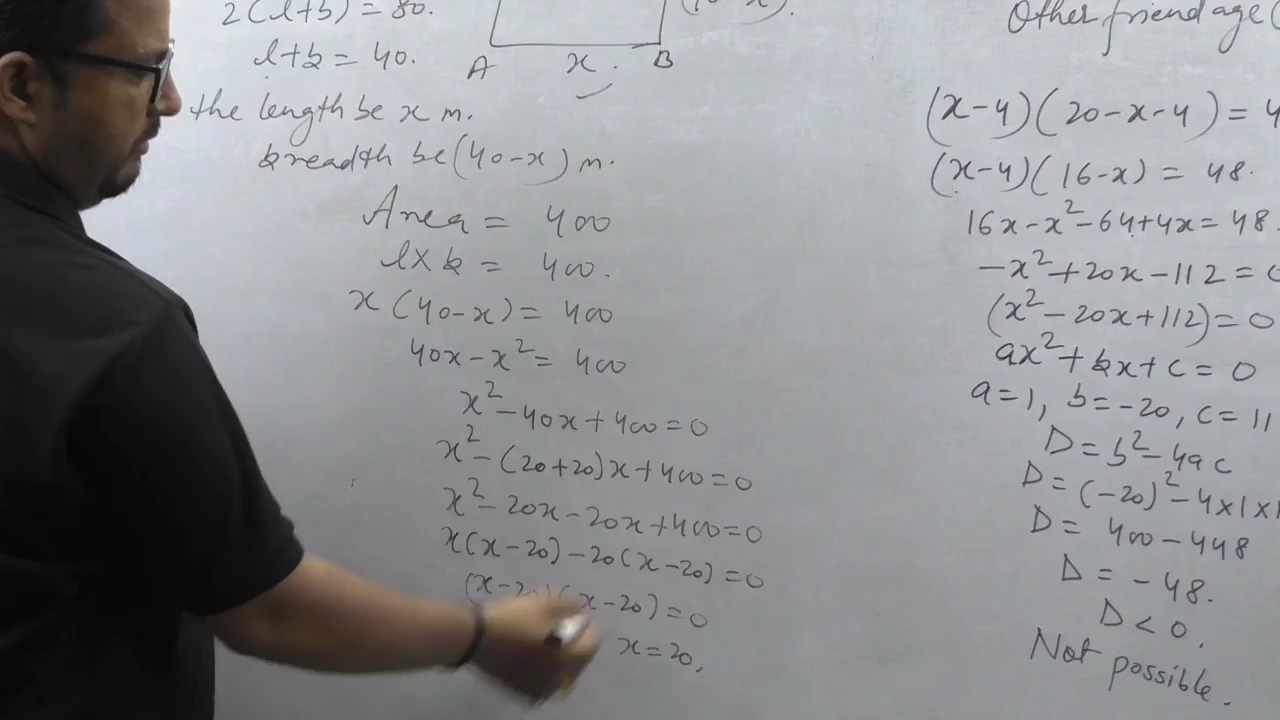 2(l+b) = 80.
l+b = 40.
A x. B
the length be x m.
breadth be (40-x) m.
Area = 400
l×b = 400.
x(40-x) = 400
40x-x² = 400
x²-40x+400=0
x²-(20+20)x+400=0
x²-20x-20x+400=0
x(x-20)-20(x-20)=0
(x-20)(x-20)=0
x=20,
Other friend age (
(x-4)(20-x-4) = 4
(x-4)(16-x) = 48.
16x-x²-64+4x=48.
-x²+20x-112=0
(x²-20x+112)=0
ax²+bx+c=0
a=1, b=-20, c=11
D=b²-4ac
D=(-20)²-4×1×1
D= 400-448
D = -48.
D<0.
Not possible.